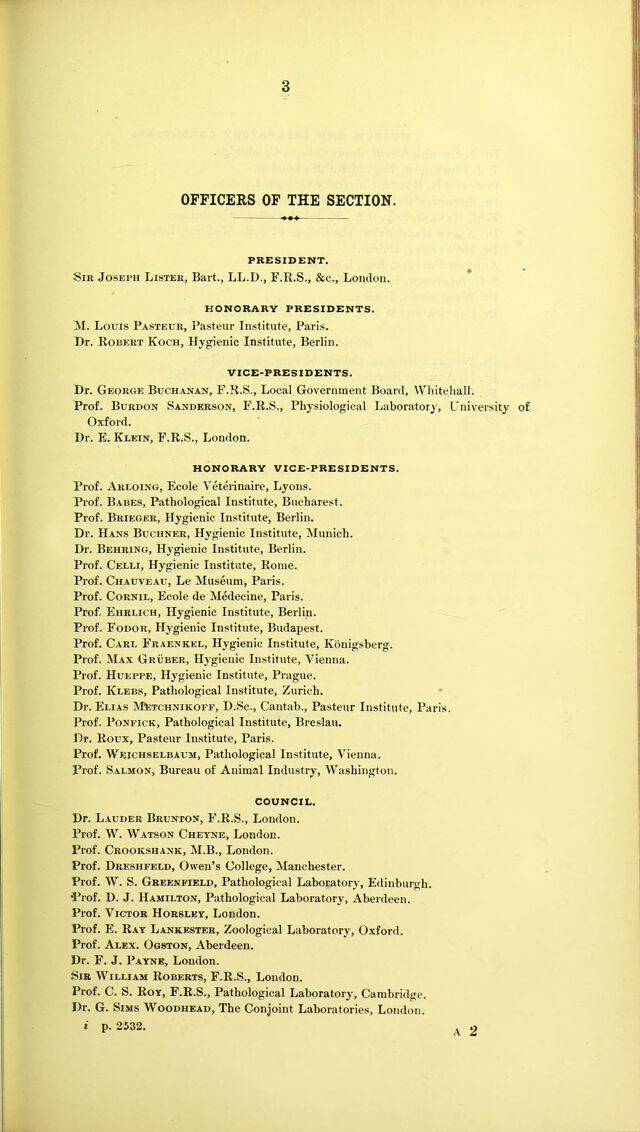 3
OFFICERS OF THE SECTION.
PRESIDENT.
SIR JOSEPH LISTER, Bart., LL.D., F.R.S., &c., London.
HONORARY PRESIDENTS.
M. LOUIS PASTEUR, Pasteur Institute, Paris.
Dr. ROBERT KOCH, Hygienic Institute, Berlin.
VICE-PRESIDENTS.
Dr. GEORGE BUCHANAN, F.R.S., Local Government Board, Whitehall.
Prof. BURDON SANDERSON, F.R.S., Physiological Laboratory, University of
Oxford.
Dr. E. KLEIN, F.R.S., London.
HONORARY VICE-PRESIDENTS.
Prof. ARLOING, Ecole Vétérinaire, Lyons.
Prof. BABES, Pathological Institute, Bucharest.
Prof. BRIEGER, Hygienic Institute, Berlin.
Dr. HANS BUCHNER, Hygienic Institute, Munich.
Dr. BEHRING, Hygienic Institute, Berlin.
Prof. CELLI, Hygienic Institute, Rome.
Prof. CHAUVEAU, Le Muséum, Paris.
Prof. CORNIL, Ecole de Médecine, Paris.
Prof. EHRLICH, Hygienic Institute, Berlin.
Prof. FODOR, Hygienic Institute, Budapest.
Prof. CARL FRAENKEL, Hygienic Institute, Königsberg.
Prof. MAX GRÜBER, Hygienic Institute, Vienna.
Prof. HUEPPE, Hygienic Institute, Prague.
Prof. KLEBS, Pathological Institute, Zurich.
Dr. ELIAS METCHNIKOFF, D.Sc., Cantab., Pasteur Institute, Paris.
Prof. PONFICK, Pathological Institute, Breslau.
Dr. ROUX, Pasteur Institute, Paris.
Prof. WEICHSELBAUM, Pathological Institute, Vienna.
Prof. SALMON, Bureau of Animal Industry, Washington.
COUNCIL.
Dr. LAUDER BRUNTON, F.R.S., London.
Prof. W. WATSON CHEYNE, London.
Prof. CROOKSHANK, M.B., London.
Prof. DRESHFELD, Owen's College, Manchester.
Prof. W. S. GREENFIELD, Pathological Laboratory, Edinburgh.
Prof. D. J. HAMILTON, Pathological Laboratory, Aberdeen.
Prof. VICTOR HORSLEY, London.
Prof. E. RAY LANKESTER, Zoological Laboratory, Oxford.
Prof. ALEX. OGSTON, Aberdeen.
Dr. F. J. PAYNE, London.
SIR WILLIAM ROBERTS, F.R.S., London.
Prof. C. S. ROY, F.R.S., Pathological Laboratory, Cambridge.
Dr. G. SIMS WOODHEAD, The Conjoint Laboratories, London.
i p. 2532.
A 2